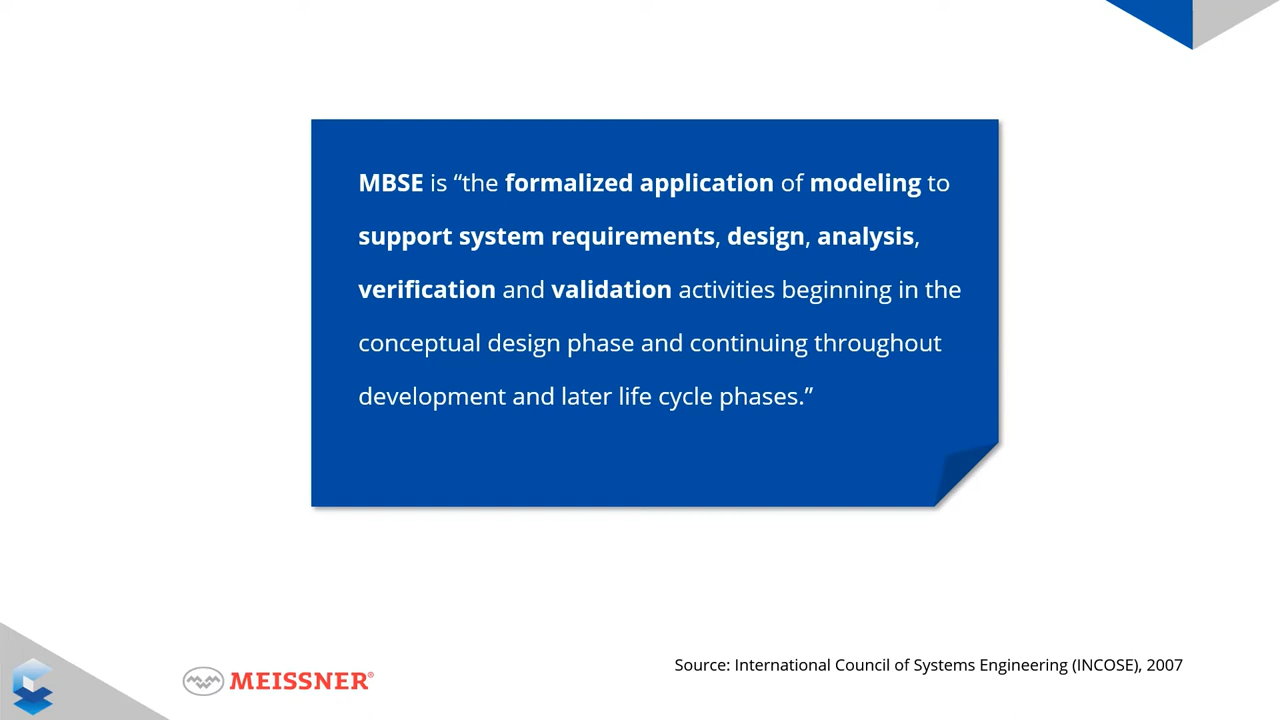 MBSE is “the formalized application of modeling to
support system requirements, design, analysis,
verification and validation activities beginning in the
conceptual design phase and continuing throughout
development and later life cycle phases.”
Source: International Council of Systems Engineering (INCOSE), 2007
MEISSNER®